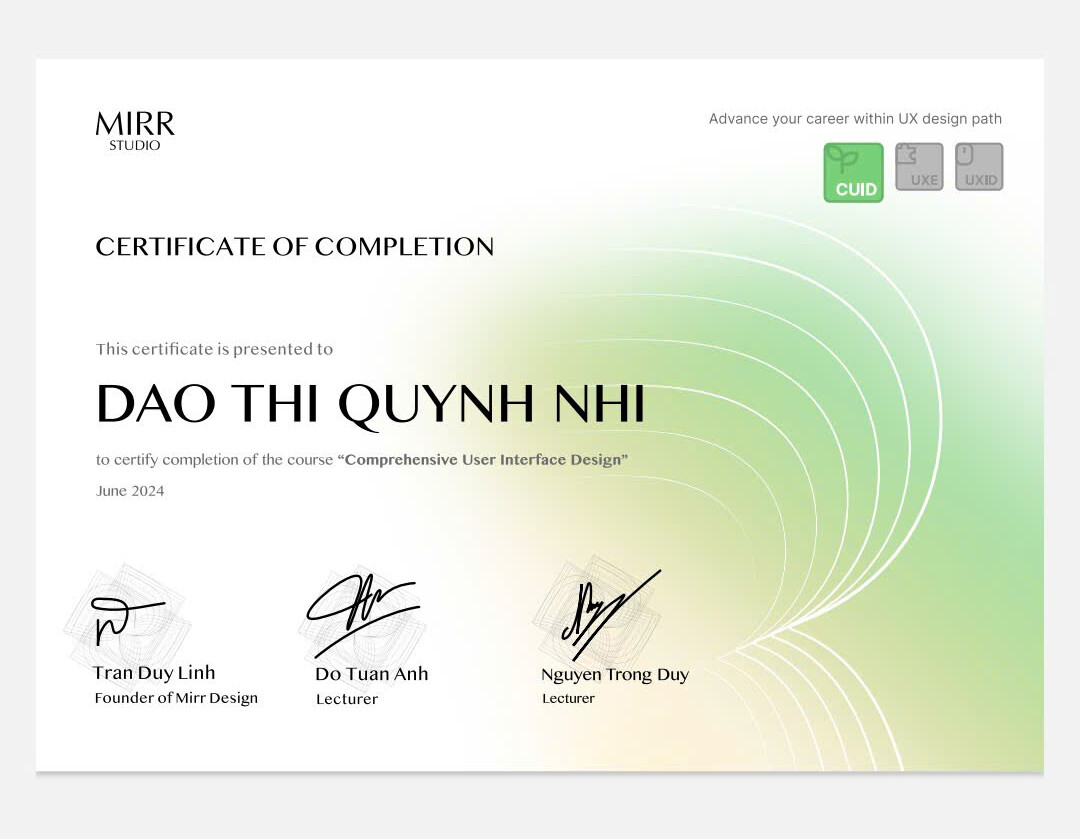 MIRR
STUDIO
Advance your career within UX design path
CUID
UXE
UXID
CERTIFICATE OF COMPLETION
This certificate is presented to
DAO THI QUYNH NHI
to certify completion of the course “Comprehensive User Interface Design”
June 2024
Tran Duy Linh
Founder of Mirr Design
Do Tuan Anh
Lecturer
Nguyen Trong Duy
Lecturer